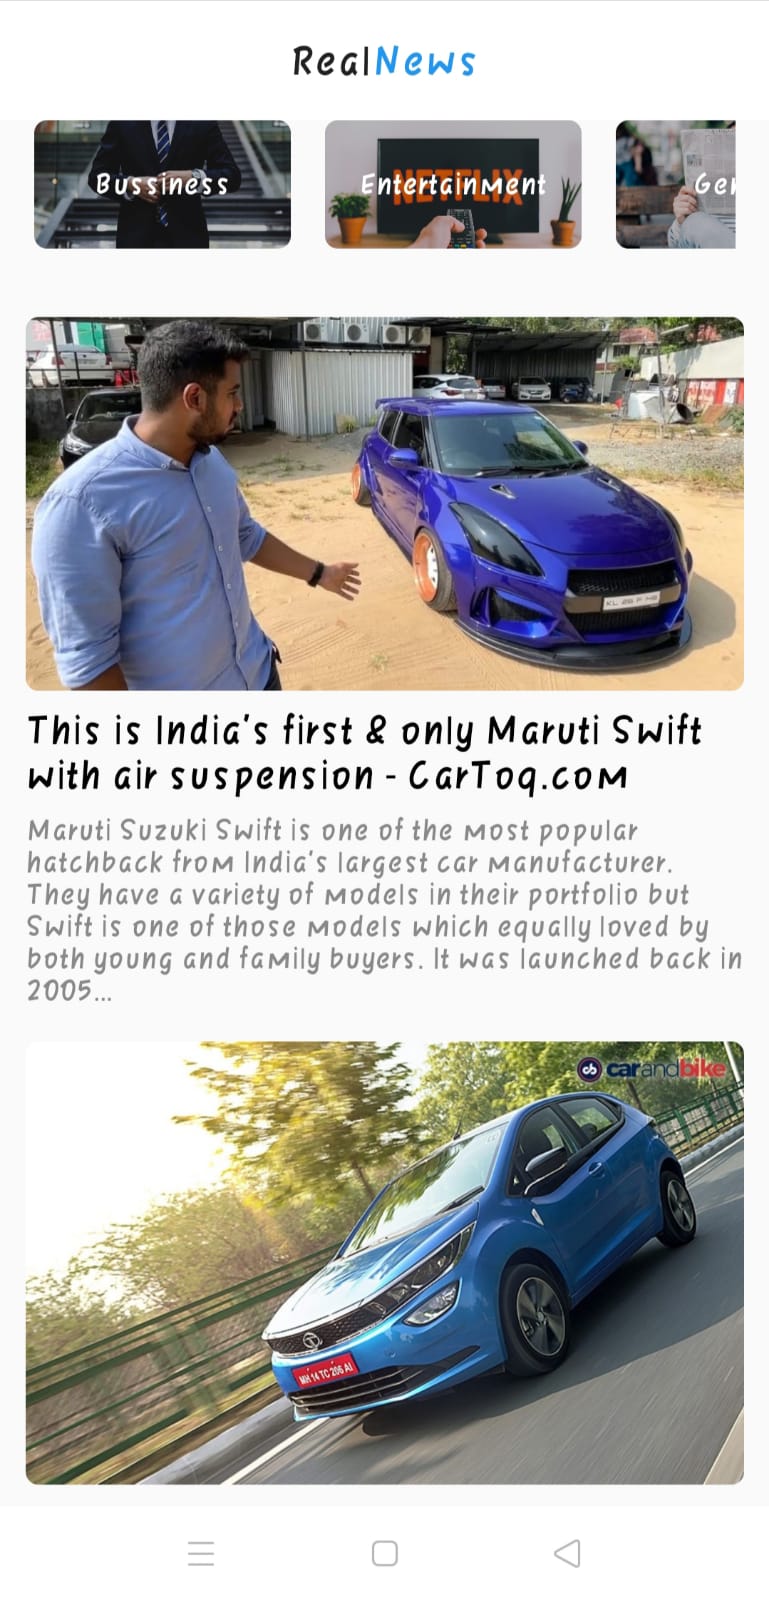 RealNews
Bussiness
NETFLIX
Entertainment
Ger
This is India's first & only Maruti Swift
with air suspension - CarToq.com
Maruti Suzuki Swift is one of the most popular
hatchback from India's largest car manufacturer.
They have a variety of models in their portfolio but
Swift is one of those models which equally loved by
both young and family buyers. It was launched back in
2005...
cb carandbike
MH 14 TC 206 AI